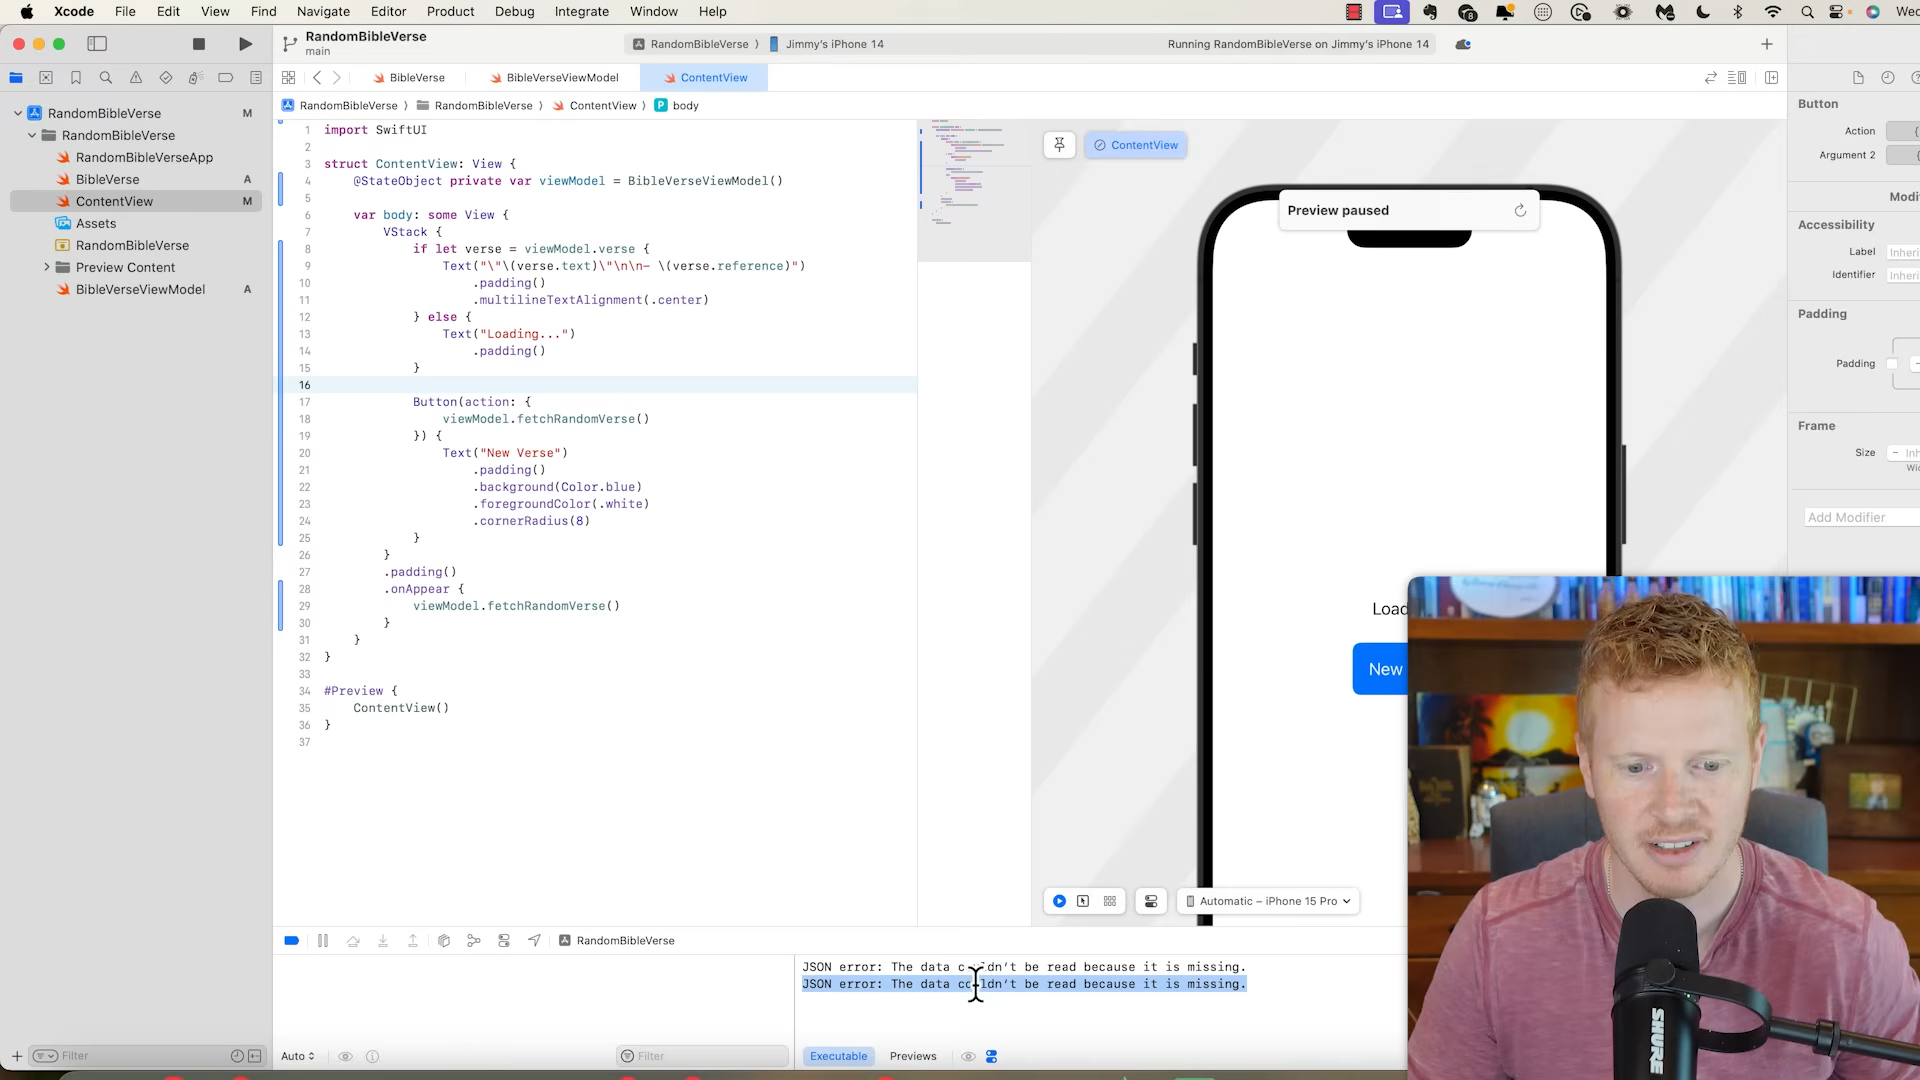 Xcode File Edit View Find Navigate Editor Product Debug Integrate Window Help
RandomBibleVerse
main
RandomBibleVerse Jimmy's iPhone 14 Running RandomBibleVerse on Jimmy's iPhone 14
BibleVerse BibleVerseViewModel ContentView
RandomBibleVerse RandomBibleVerse ContentView body
RandomBibleVerse M
RandomBibleVerse
RandomBibleVerseApp
BibleVerse A
ContentView M
Assets
RandomBibleVerse
Preview Content
BibleVerseViewModel A
Filter
1 import SwiftUI
2
3 struct ContentView: View {
4 @StateObject private var viewModel = BibleVerseViewModel()
5
6 var body: some View {
7 VStack {
8 if let verse = viewModel.verse {
9 Text("\"\(verse.text)\"\n\n- \(verse.reference)")
10 .padding()
11 .multilineTextAlignment(.center)
12 } else {
13 Text("Loading...")
14 .padding()
15 }
16
17 Button(action: {
18 viewModel.fetchRandomVerse()
19 }) {
20 Text("New Verse")
21 .padding()
22 .background(Color.blue)
23 .foregroundColor(.white)
24 .cornerRadius(8)
25 }
26 }
27 .padding()
28 .onAppear {
29 viewModel.fetchRandomVerse()
30 }
31 }
32 }
33
34 #Preview {
35 ContentView()
36 }
37
ContentView
Preview paused
Load
New
Automatic – iPhone 15 Pro
Button
Action
Argument 2
Modi
Accessibility
Label Inheri
Identifier Inheri
Padding
Padding
Frame
Size Inh
Wid
Add Modifier
RandomBibleVerse
JSON error: The data couldn't be read because it is missing.
JSON error: The data couldn't be read because it is missing.
Auto Filter Executable Previews
SHURE